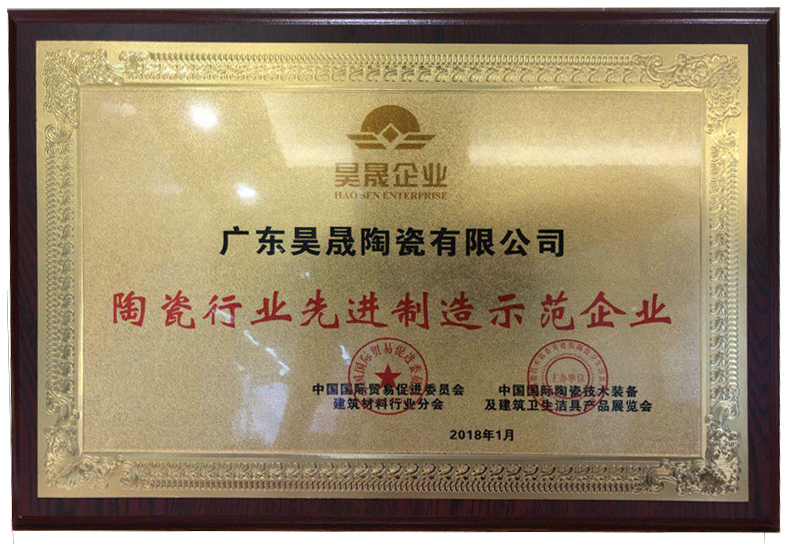 昊晟企业
HAO SEN ENTERPRISE
广东昊晟陶瓷有限公司
陶瓷行业先进制造示范企业
中国国际贸易促进委员会
建筑材料行业分会
中国国际陶瓷技术装备
及建筑卫生洁具产品展览会
主办单位
2018年1月